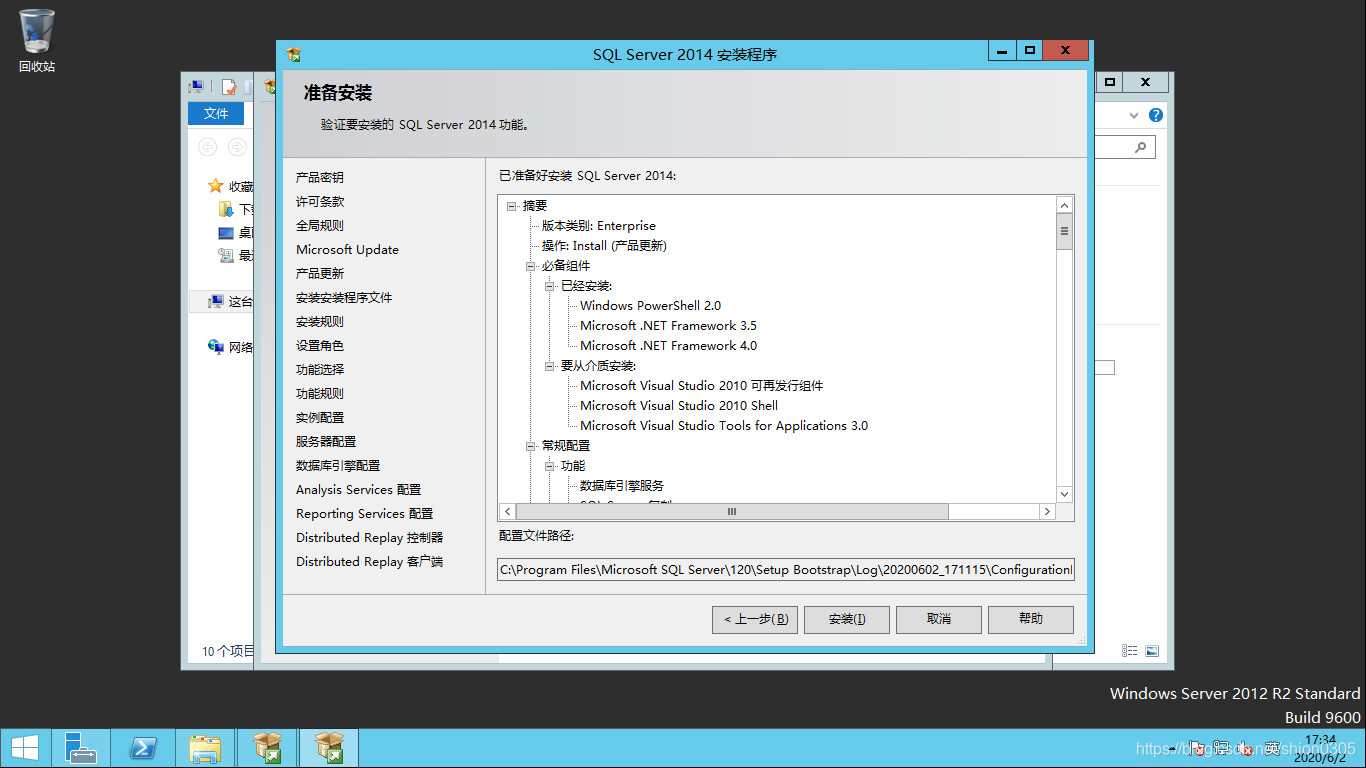 回收站
SQL Server 2014 安装程序
文件
准备安装
验证要安装的 SQL Server 2014 功能。
收藏
桌
这台
网络
10 个项目
产品密钥
许可条款
全局规则
Microsoft Update
产品更新
安装安装程序文件
安装规则
设置角色
功能选择
功能规则
实例配置
服务器配置
数据库引擎配置
Analysis Services 配置
Reporting Services 配置
Distributed Replay 控制器
Distributed Replay 客户端
已准备好安装 SQL Server 2014:
摘要
版本类别: Enterprise
操作: Install (产品更新)
必备组件
已经安装:
Windows PowerShell 2.0
Microsoft .NET Framework 3.5
Microsoft .NET Framework 4.0
要从介质安装:
Microsoft Visual Studio 2010 可再发行组件
Microsoft Visual Studio 2010 Shell
Microsoft Visual Studio Tools for Applications 3.0
常规配置
功能
数据库引擎服务
配置文件路径:
C:\Program Files\Microsoft SQL Server\120\Setup Bootstrap\Log\20200602_171115\Configuration
< 上一步(B)
安装(I)
取消
帮助
Windows Server 2012 R2 Standard
Build 9600
英
17:34
2020/6/2